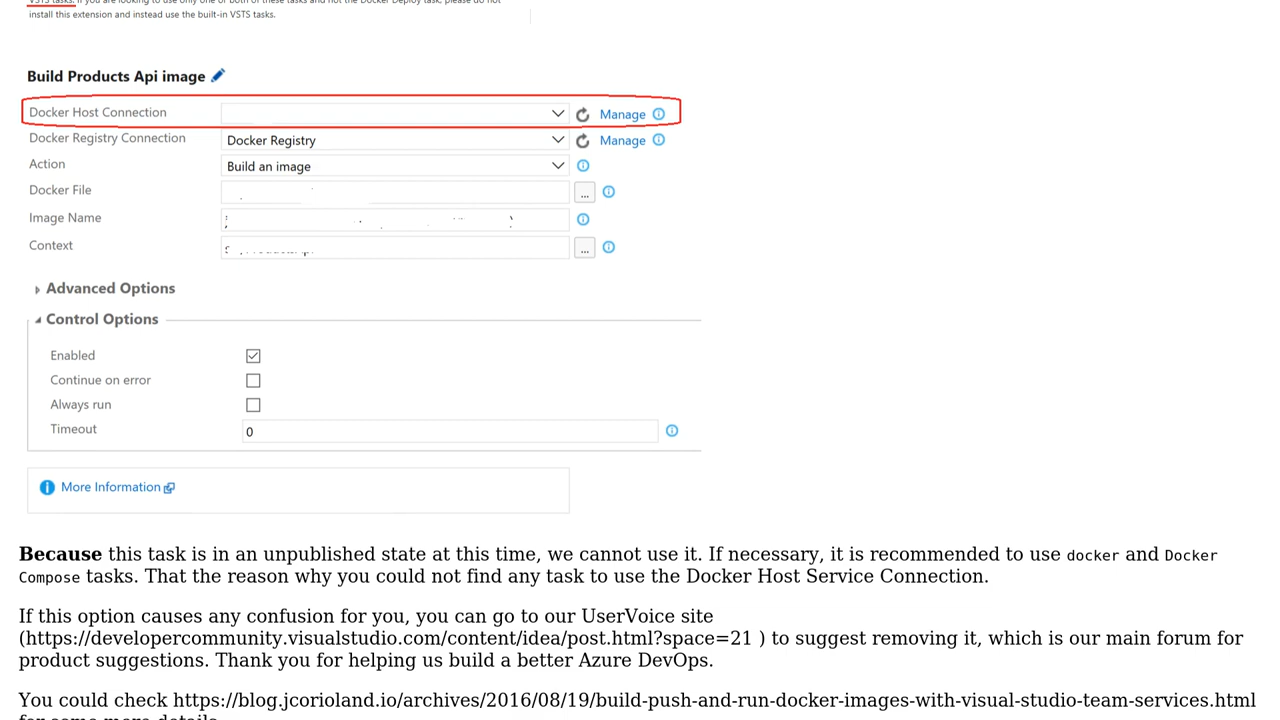 VSTS tasks. If you are looking to use only one or both of these tasks and not the Docker Deploy task, please do not
install this extension and instead use the built-in VSTS tasks.
Build Products Api image
Docker Host Connection
Manage
Docker Registry Connection
Docker Registry
Manage
Action
Build an image
Docker File
...
Image Name
Context
...
Advanced Options
Control Options
Enabled
Continue on error
Always run
Timeout
0
More Information
Because this task is in an unpublished state at this time, we cannot use it. If necessary, it is recommended to use docker and Docker
Compose tasks. That the reason why you could not find any task to use the Docker Host Service Connection.
If this option causes any confusion for you, you can go to our UserVoice site
(https://developercommunity.visualstudio.com/content/idea/post.html?space=21 ) to suggest removing it, which is our main forum for
product suggestions. Thank you for helping us build a better Azure DevOps.
You could check https://blog.jcorioland.io/archives/2016/08/19/build-push-and-run-docker-images-with-visual-studio-team-services.html
for some more details